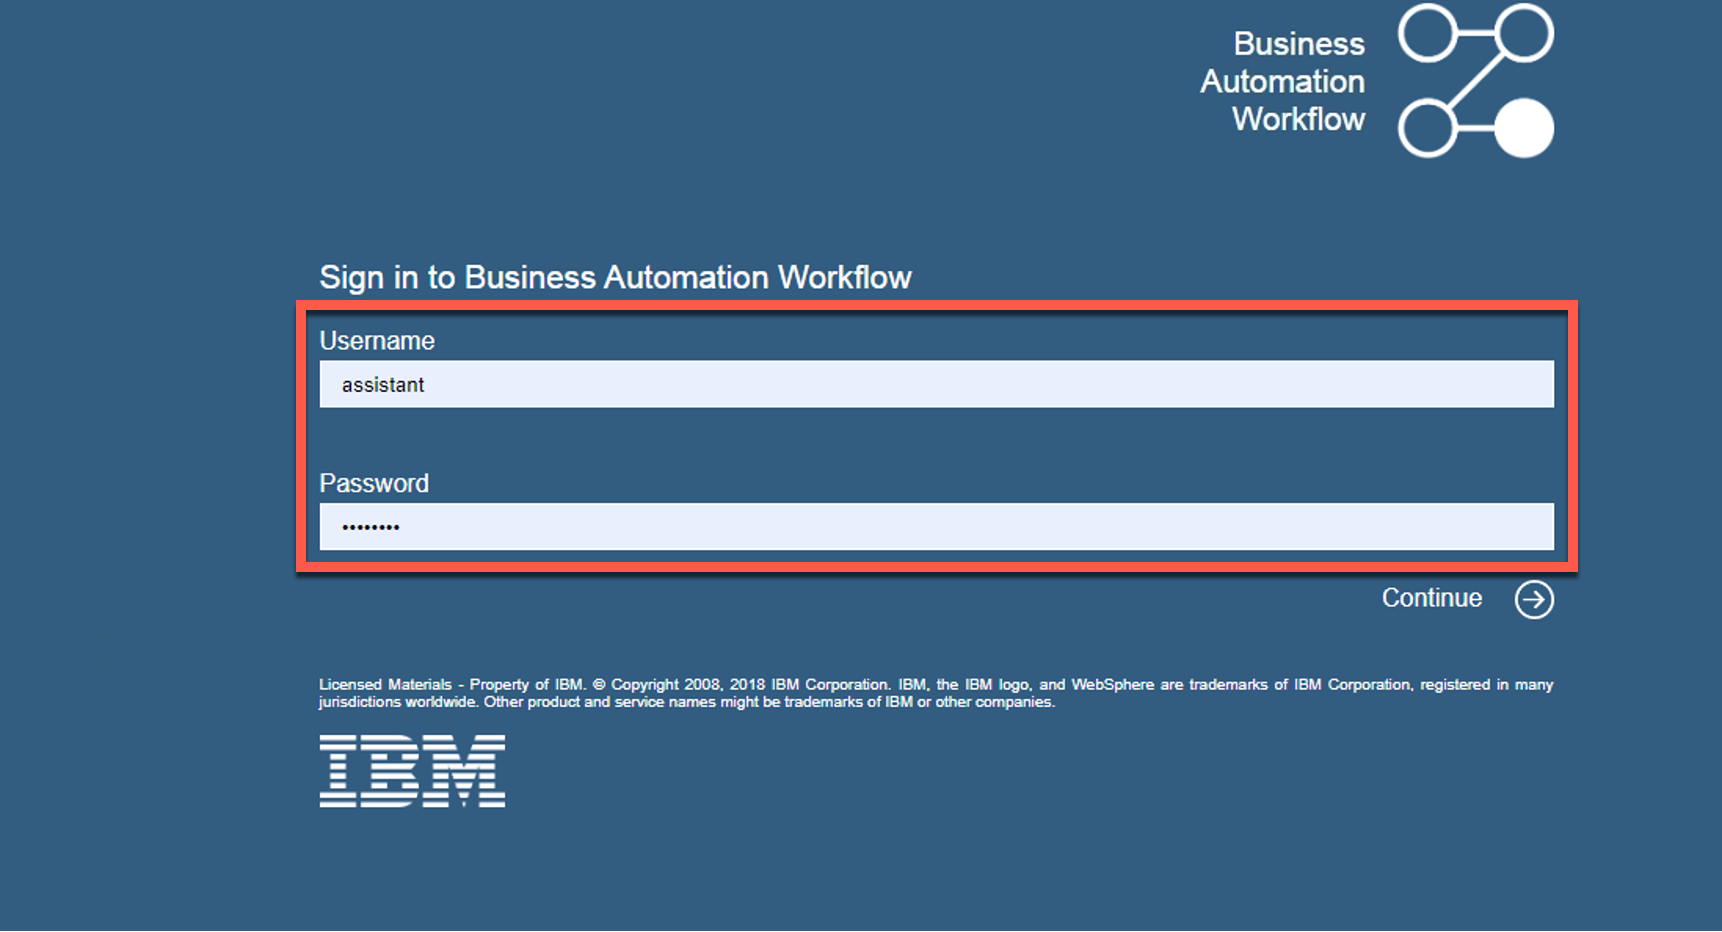 Business
Automation
Workflow
Sign in to Business Automation Workflow
Username
assistant
Password
••••••••
Continue
Licensed Materials - Property of IBM. © Copyright 2008, 2018 IBM Corporation. IBM, the IBM logo, and WebSphere are trademarks of IBM Corporation, registered in many
jurisdictions worldwide. Other product and service names might be trademarks of IBM or other companies.
IBM